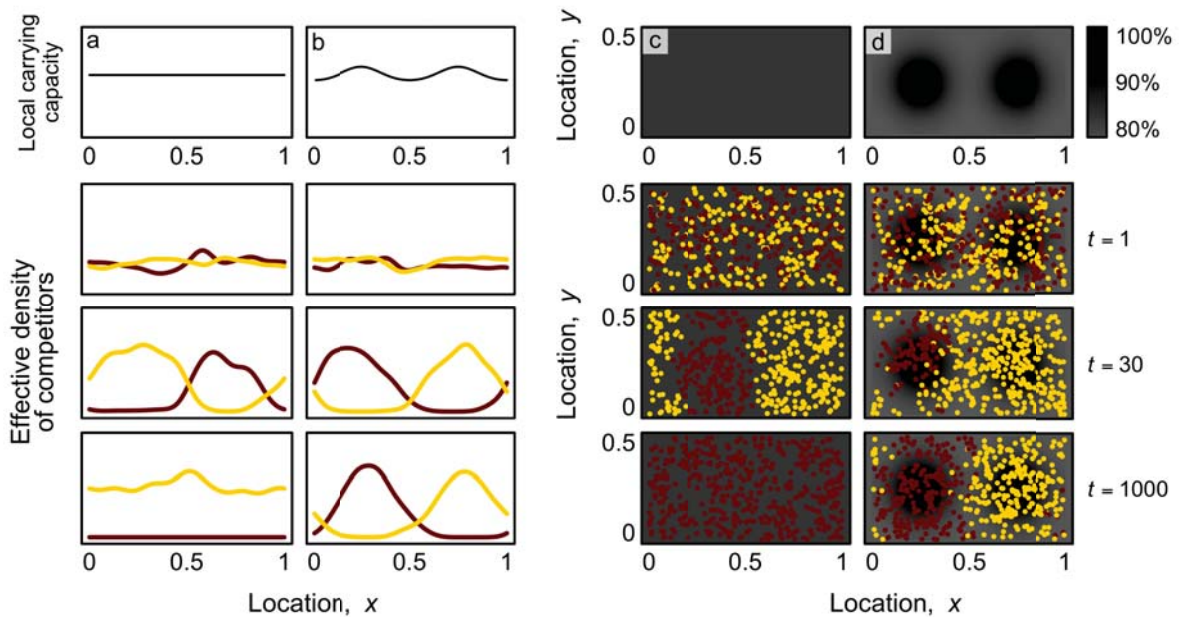 a
b
c
d
Local carrying
capacity
0
0.5
1
0
0.5
1
Location, y
0.5
0
0
0.5
1
0
0.5
1
100%
90%
80%
Effective density
of competitors
Location, y
0.5
0
t = 1
0.5
0
t = 30
0.5
0
t = 1000
0
0.5
1
0
0.5
1
0
0.5
1
0
0.5
1
Location, x
Location, x